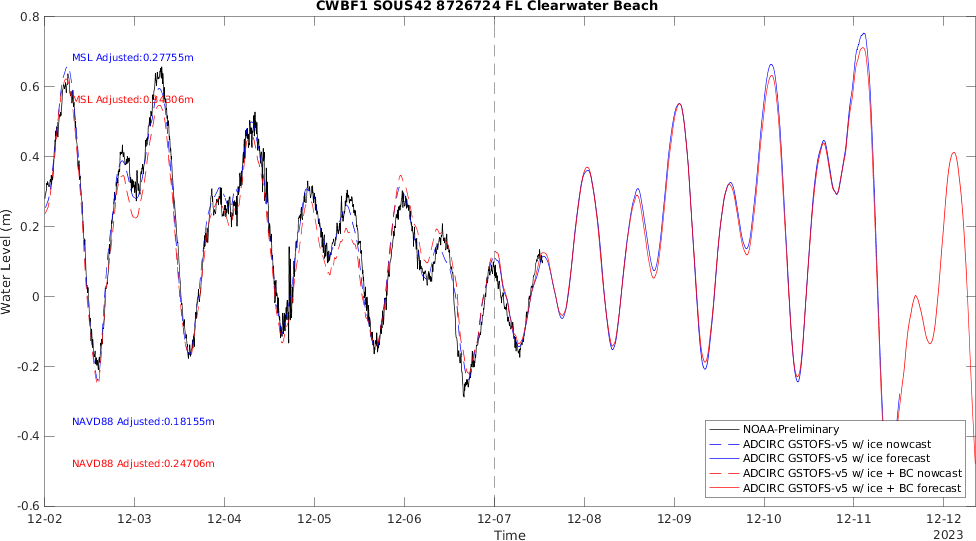 CWBF1 SOUS42 8726724 FL Clearwater Beach
0.8
0.6
0.4
0.2
0
-0.2
-0.4
-0.6
Water Level (m)
MSL Adjusted:0.27755m
MSL Adjusted:0.34306m
NAVD88 Adjusted:0.18155m
NAVD88 Adjusted:0.24706m
NOAA-Preliminary
ADCIRC GSTOFS-v5 w/ ice nowcast
ADCIRC GSTOFS-v5 w/ ice forecast
ADCIRC GSTOFS-v5 w/ ice + BC nowcast
ADCIRC GSTOFS-v5 w/ ice + BC forecast
12-02 12-03 12-04 12-05 12-06 12-07 12-08 12-09 12-10 12-11 12-12
2023
Time